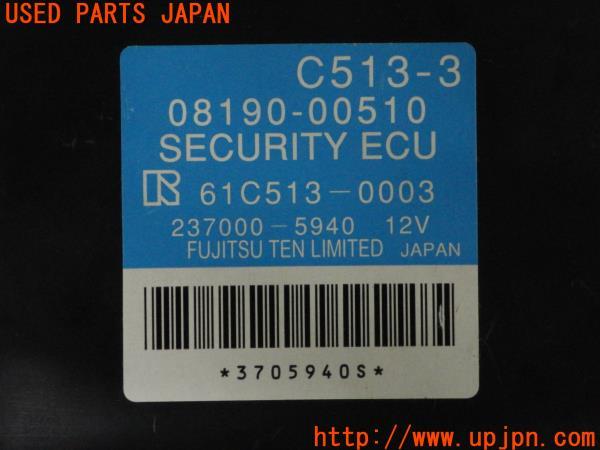 USED PARTS JAPAN
C513-3
08190-00510
SECURITY ECU
R 61C513-0003
237000-5940 12V
FUJITSU TEN LIMITED JAPAN
*3705940S*
http://www.upjpn.com